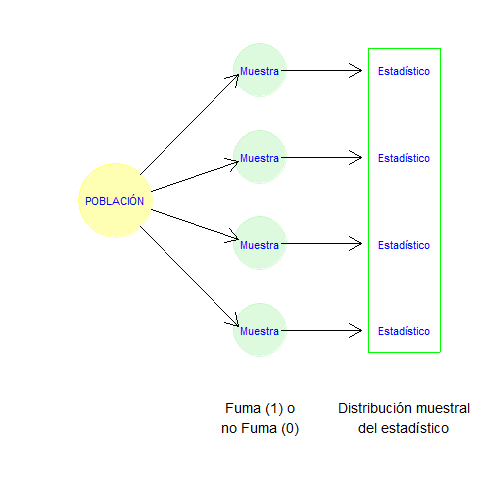 Muestra
Estadístico
Muestra
Estadístico
POBLACIÓN
Muestra
Estadístico
Muestra
Estadístico
Fuma (1) o
no Fuma (0)
Distribución muestral
del estadístico